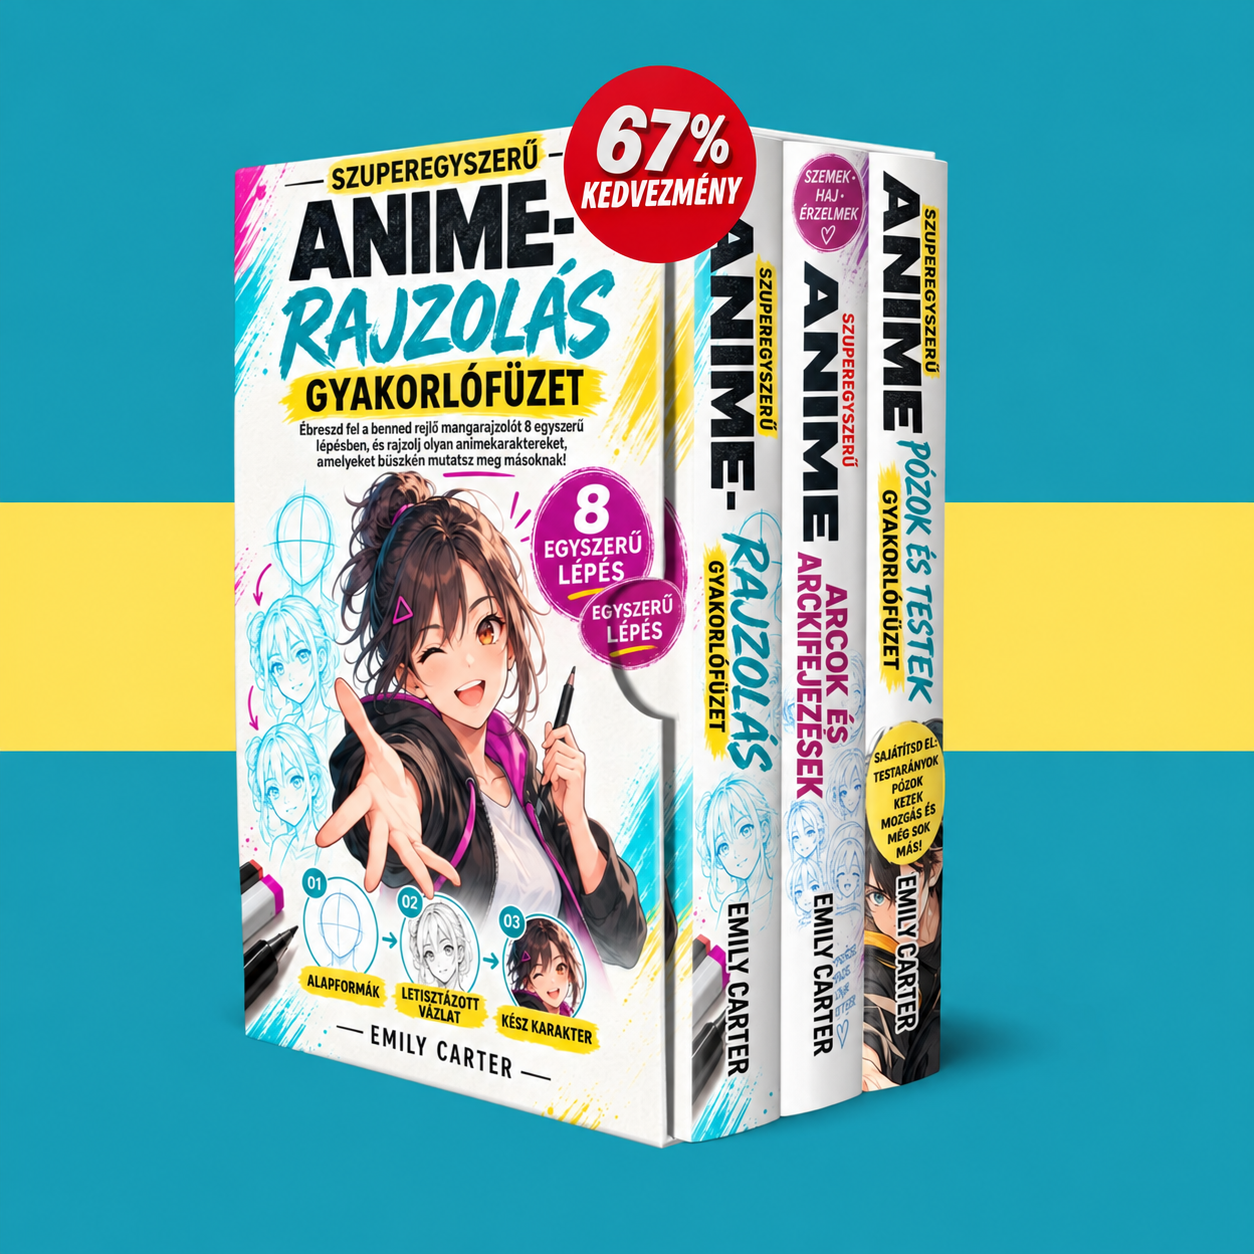 67%
KEDVEZMÉNY
SZUPEREGYSZERŰ
ANIME-
RAJZOLÁS
GYAKORLÓFÜZET
Ébreszd fel a benned rejlő mangarajzolót 8 egyszerű
lépésben, és rajzolj olyan animekaraktereket,
amelyeket büszkén mutatsz meg másoknak!
8
EGYSZERŰ
LÉPÉS
EGYSZERŰ
LÉPÉS
01
02
03
ALAPFORMÁK
LETISZTÁZOTT
VÁZLAT
KÉSZ KARAKTER
EMILY CARTER
SZUPEREGYSZERŰ
ANIME-
RAJZOLÁS
GYAKORLÓFÜZET
EMILY CARTER
SZEMEK •
HAJ •
ÉRZELMEK
SZUPEREGYSZERŰ
ANIME
ARCOK ÉS
ARCKIFEJEZÉSEK
EMILY CARTER
SZUPEREGYSZERŰ
ANIME
PÓZOK ÉS TESTEK
GYAKORLÓFÜZET
SAJÁTÍTSD EL:
TESTARÁNYOK
PÓZOK
KEZEK
MOZGÁS ÉS
MÉG SOK
MÁS!
EMILY CARTER